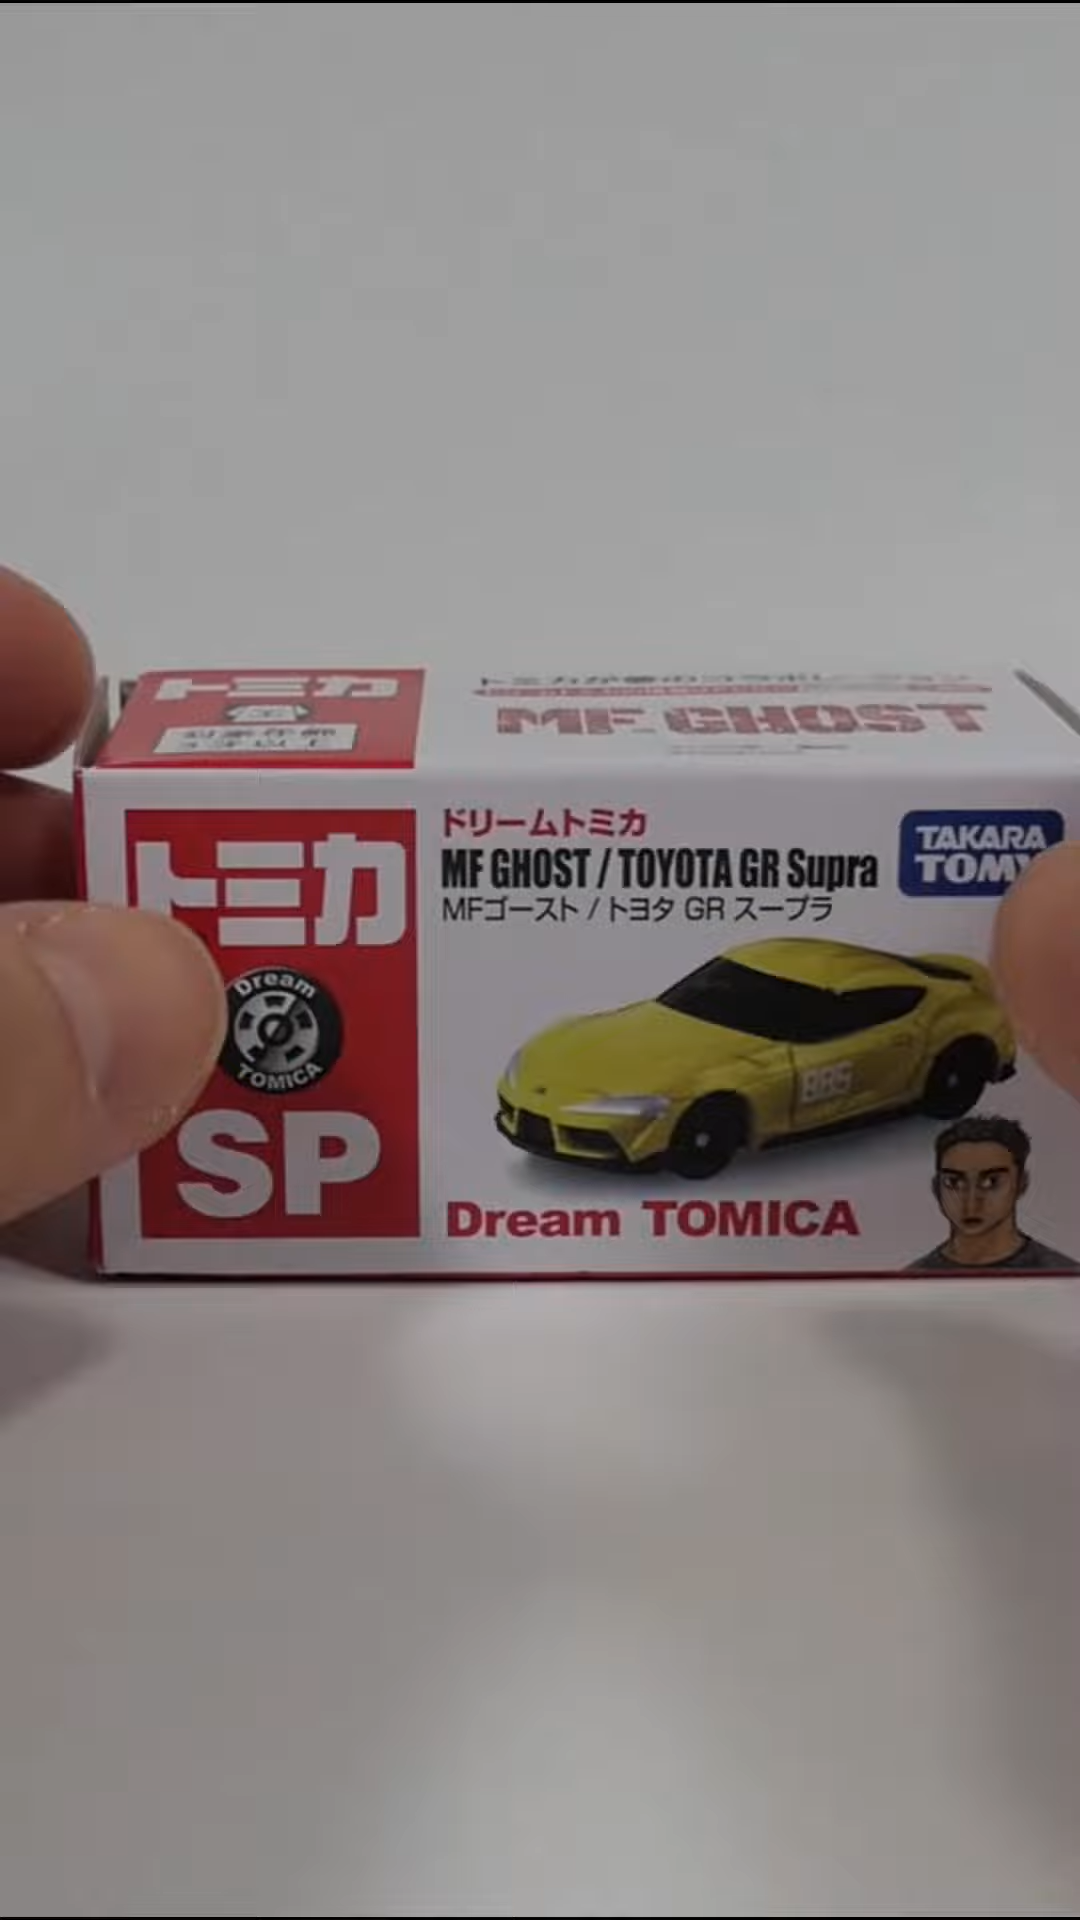 トミカ
MF GHOST
トミカ
ドリームトミカ
MF GHOST / TOYOTA GR Supra
MFゴースト / トヨタ GR スープラ
TAKARA
TOMY
Dream
TOMICA
SP
Dream TOMICA